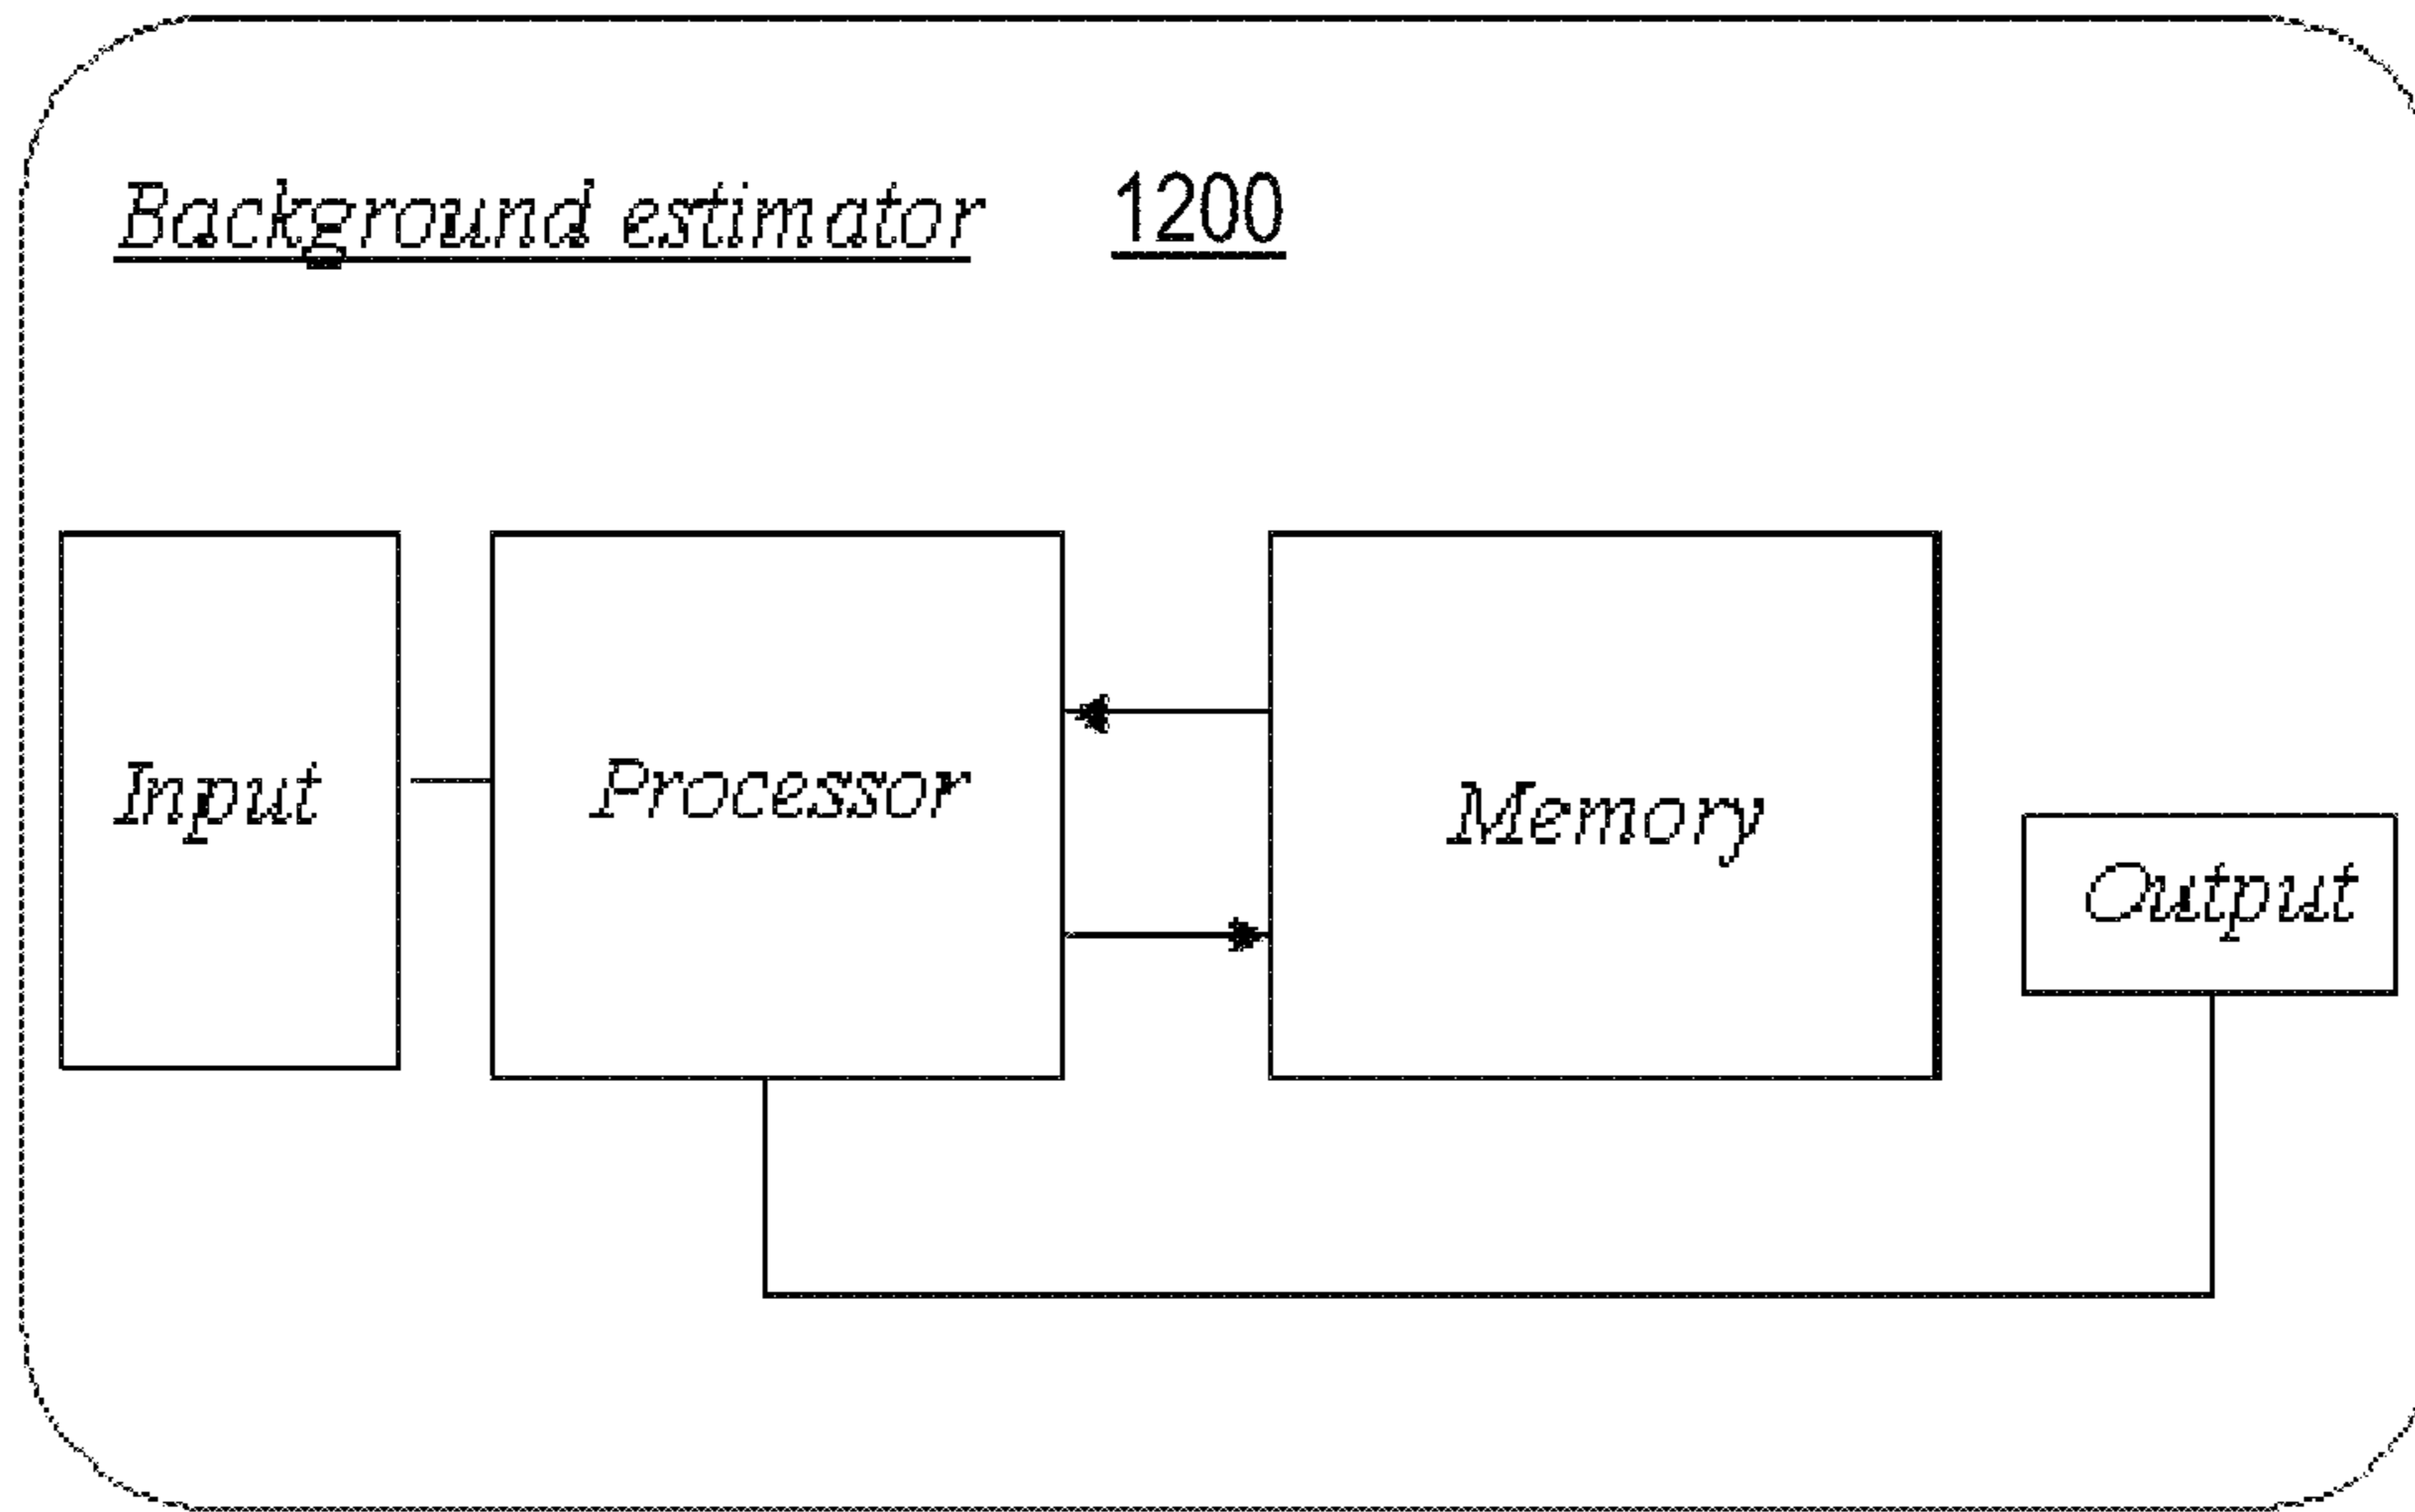 Background estimator 1200
Input
Processor
Memory
Output